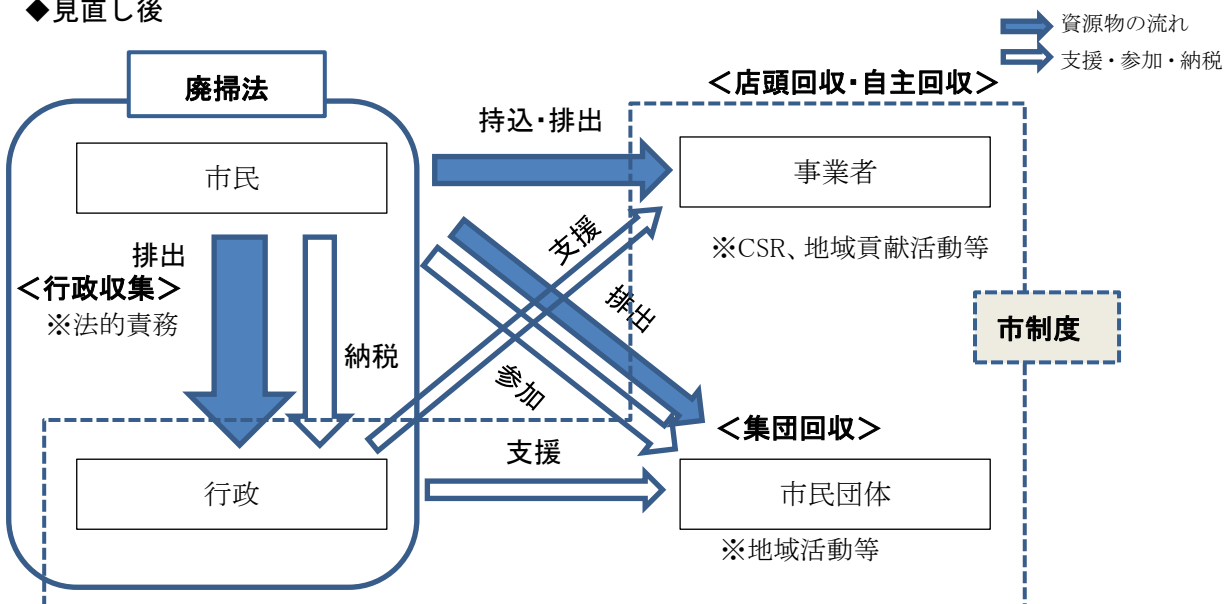 ◆見直し後
資源物の流れ
支援・参加・納税
廃掃法
＜店頭回収・自主回収＞
持込・排出
市民
事業者
※CSR、地域貢献活動等
支援
排出
＜行政収集＞
※法的責務
排出
市制度
納税
参加
＜集団回収＞
支援
行政
市民団体
※地域活動等